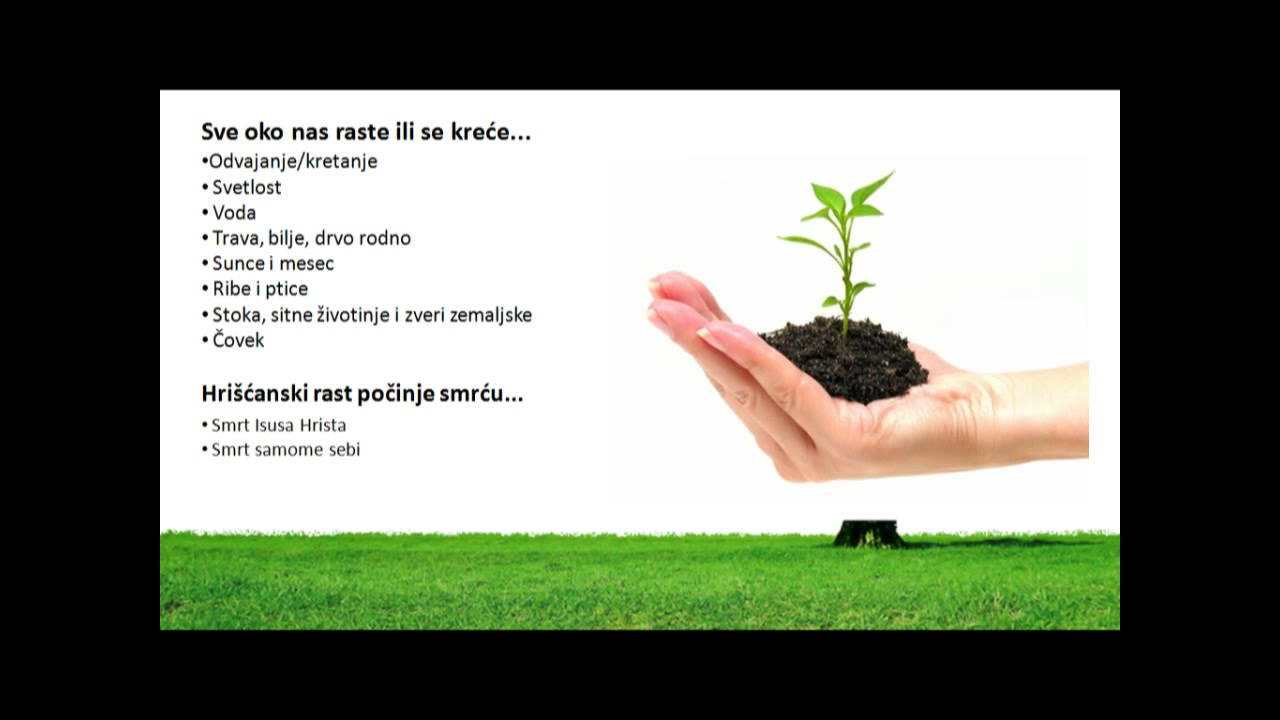 Sve oko nas raste ili se kreće...
•Odvajanje/kretanje
• Svetlost
• Voda
• Trava, bilje, drvo rodno
• Sunce i mesec
• Ribe i ptice
• Stoka, sitne životinje i zveri zemaljske
• Čovek
Hrišćanski rast počinje smrću...
• Smrt Isusa Hrista
• Smrt samome sebi